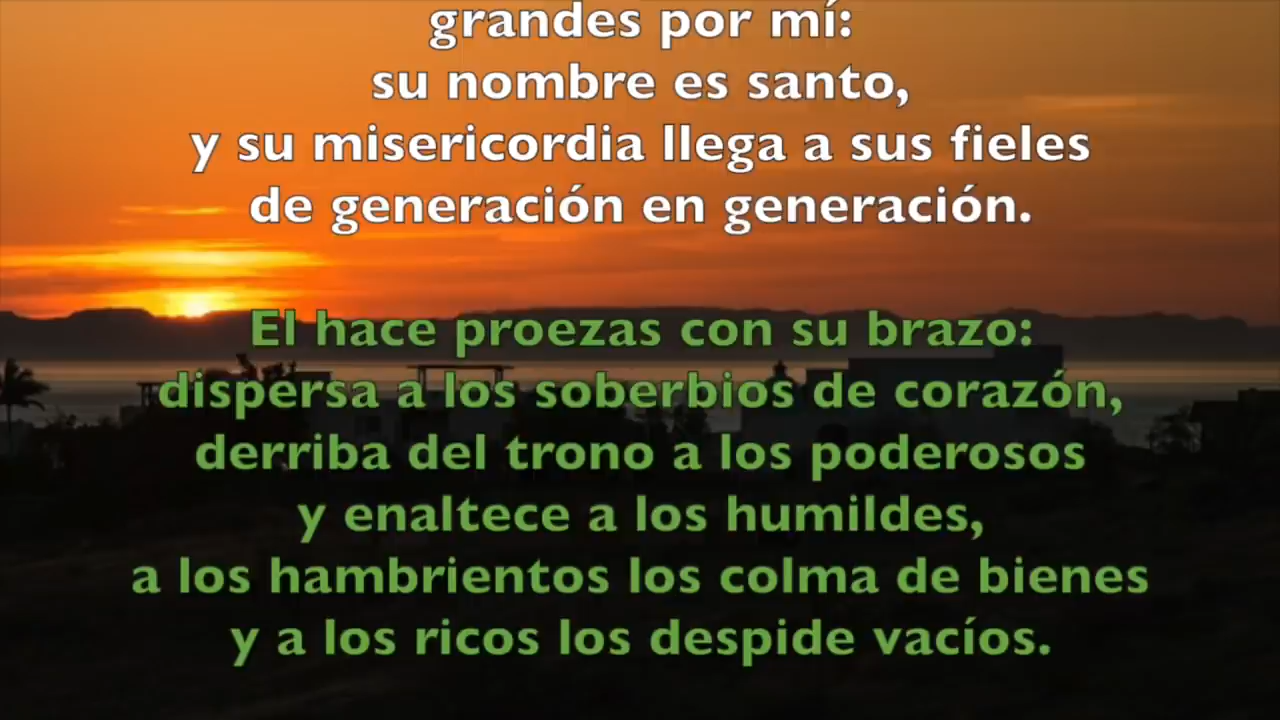 grandes por mí:
su nombre es santo,
y su misericordia llega a sus fieles
de generación en generación.
El hace proezas con su brazo:
dispersa a los soberbios de corazón,
derriba del trono a los poderosos
y enaltece a los humildes,
a los hambrientos los colma de bienes
y a los ricos los despide vacíos.